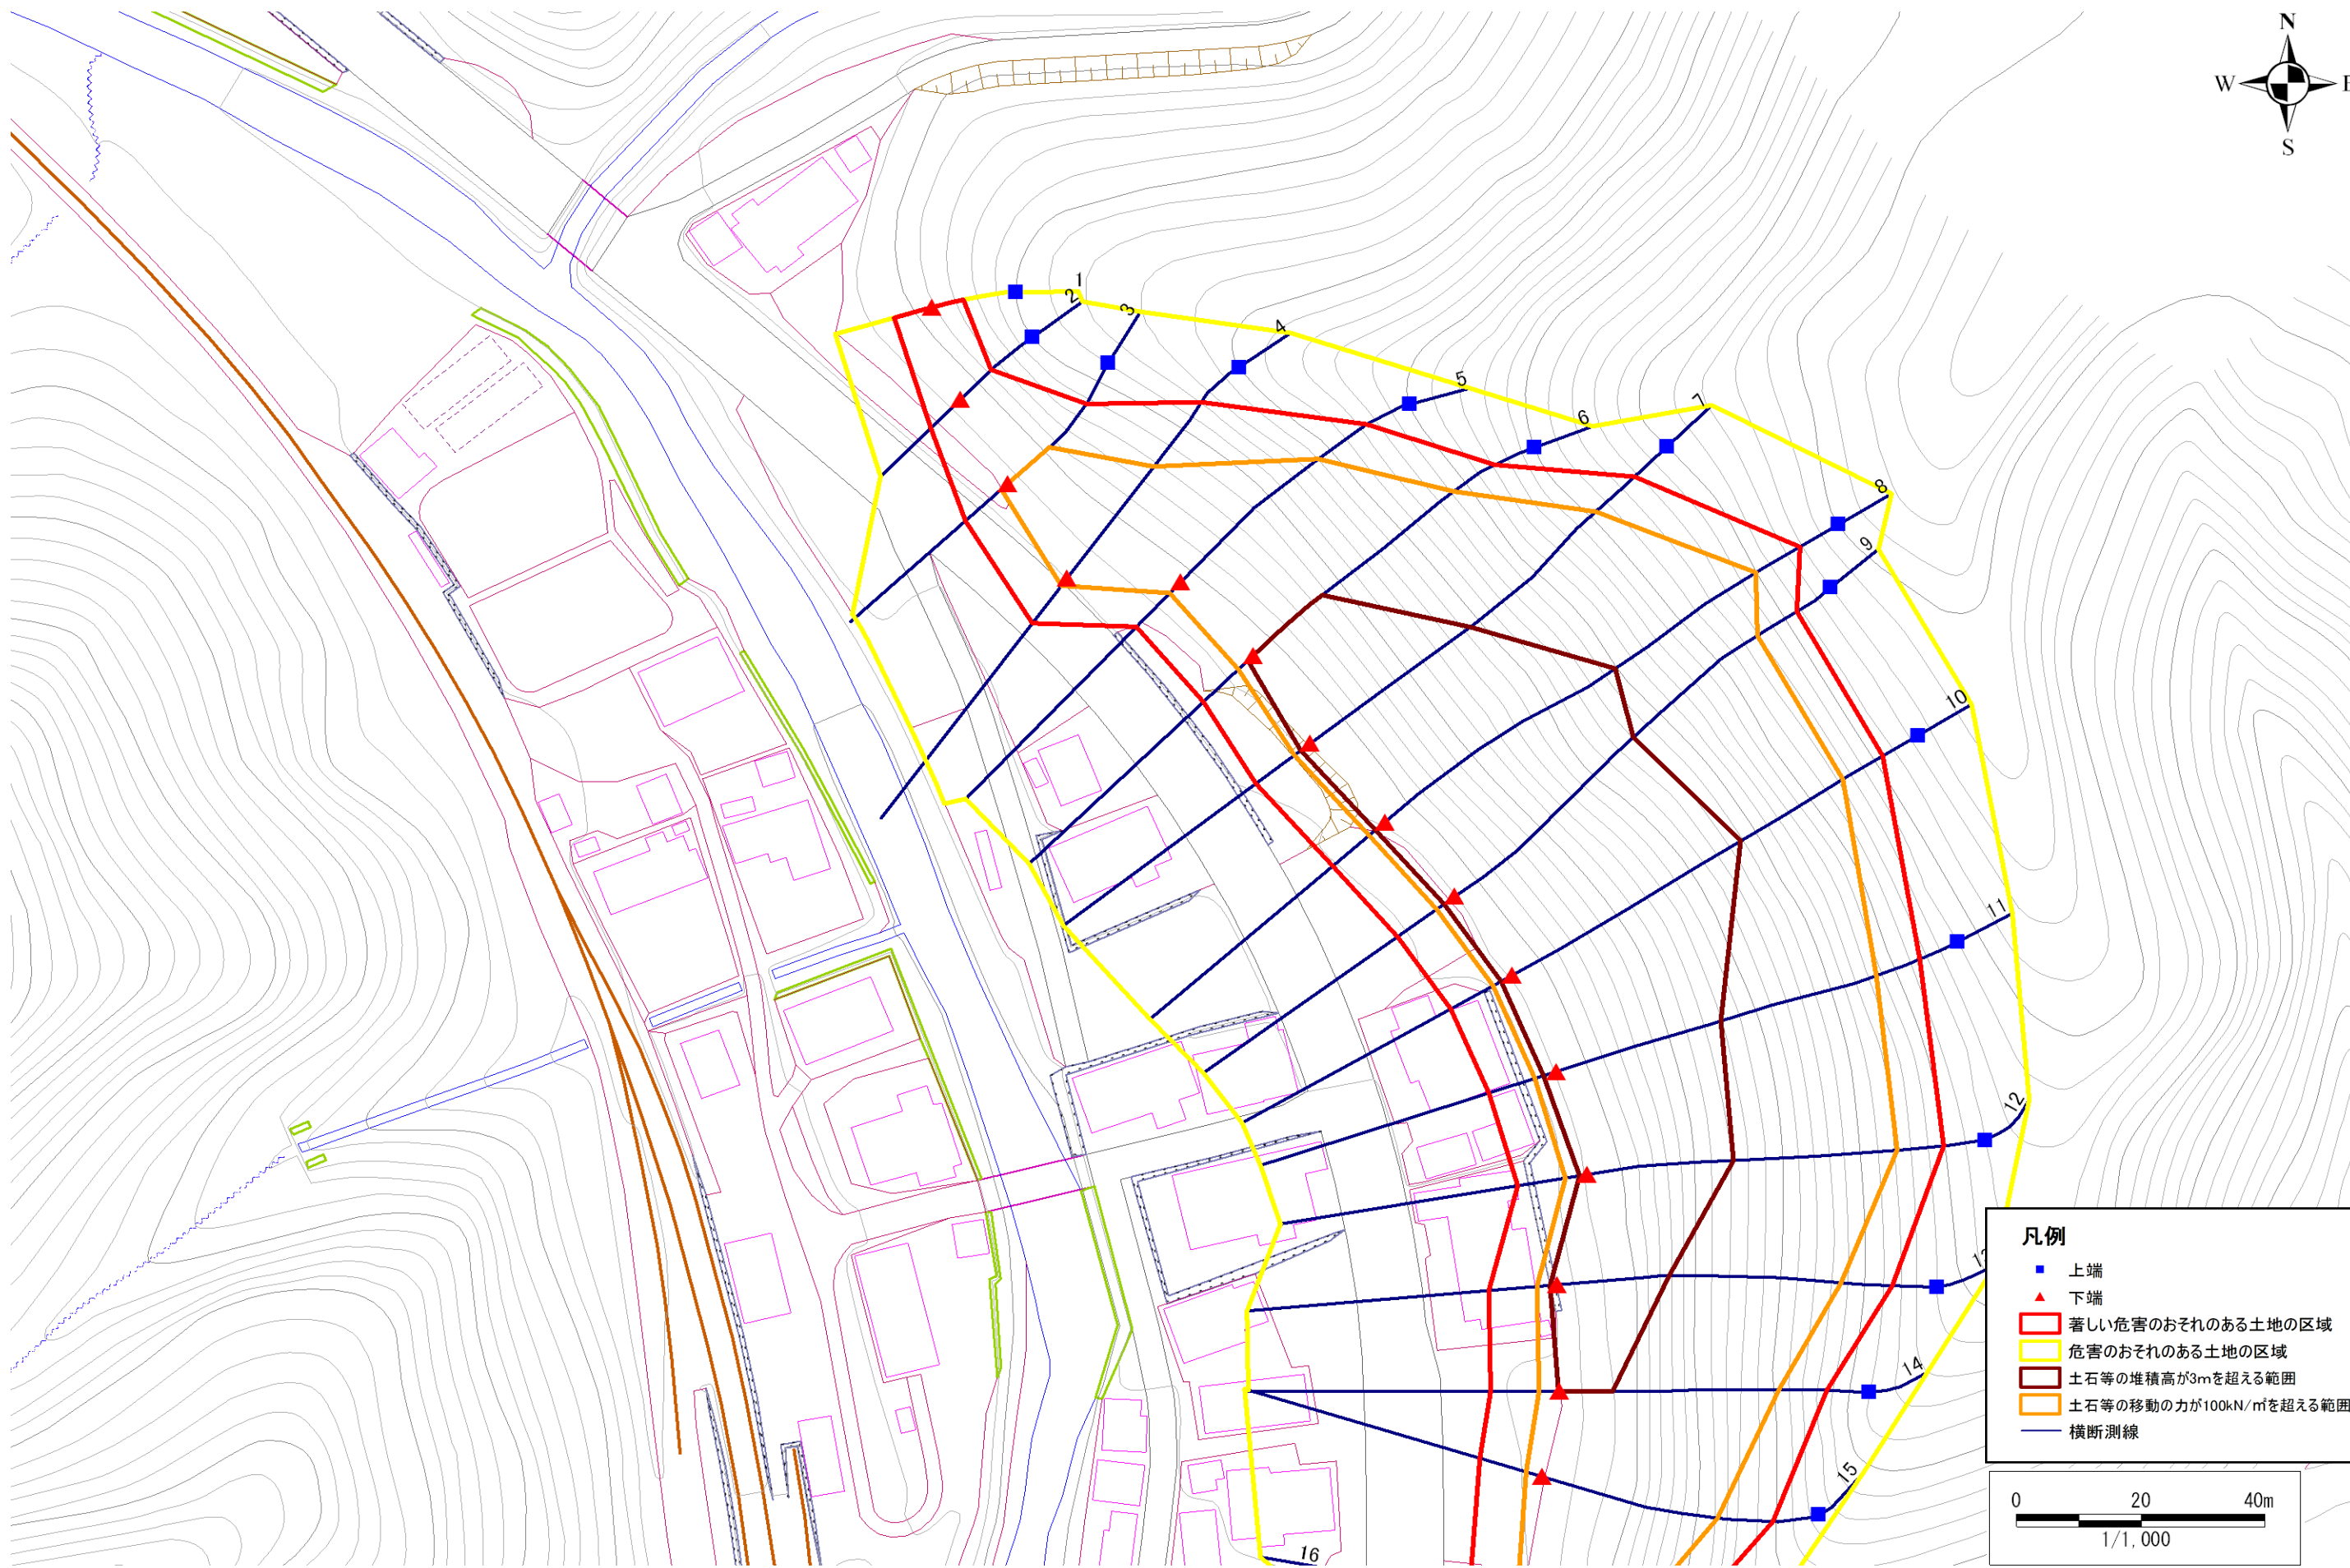 N
W
S
1
2
3
4
5
6
7
8
9
10
11
12
14
15
16
凡例
上端
下端
著しい危害のおそれのある土地の区域
危害のおそれのある土地の区域
土石等の堆積高が3mを超える範囲
土石等の移動の力が100kN/㎡を超える範囲
横断測線
0 20 40m
1/1,000